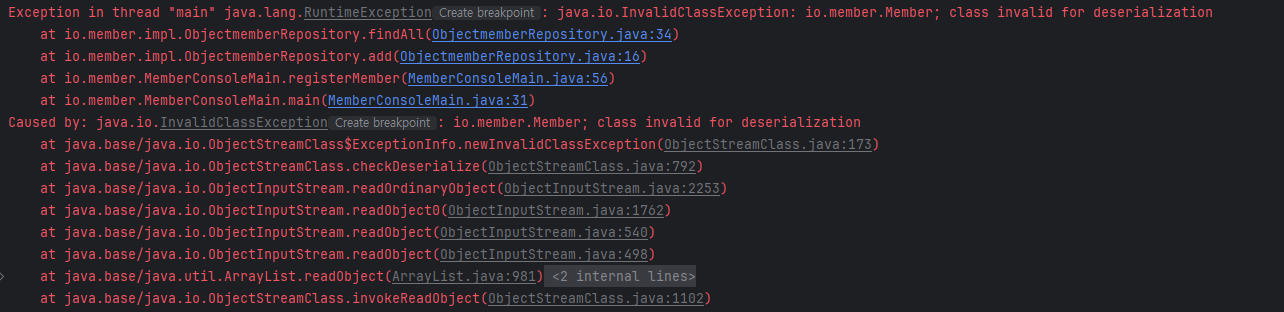 Exception in thread "main" java.lang.RuntimeException Create breakpoint : java.io.InvalidClassException: io.member.Member; class invalid for deserialization
at io.member.impl.ObjectmemberRepository.findAll(ObjectmemberRepository.java:34)
at io.member.impl.ObjectmemberRepository.add(ObjectmemberRepository.java:16)
at io.member.MemberConsoleMain.registerMember(MemberConsoleMain.java:56)
at io.member.MemberConsoleMain.main(MemberConsoleMain.java:31)
Caused by: java.io.InvalidClassException Create breakpoint : io.member.Member; class invalid for deserialization
at java.base/java.io.ObjectStreamClass$ExceptionInfo.newInvalidClassException(ObjectStreamClass.java:173)
at java.base/java.io.ObjectStreamClass.checkDeserialize(ObjectStreamClass.java:792)
at java.base/java.io.ObjectInputStream.readOrdinaryObject(ObjectInputStream.java:2253)
at java.base/java.io.ObjectInputStream.readObject0(ObjectInputStream.java:1762)
at java.base/java.io.ObjectInputStream.readObject(ObjectInputStream.java:540)
at java.base/java.io.ObjectInputStream.readObject(ObjectInputStream.java:498)
at java.base/java.util.ArrayList.readObject(ArrayList.java:981) <2 internal lines>
at java.base/java.io.ObjectStreamClass.invokeReadObject(ObjectStreamClass.java:1102)